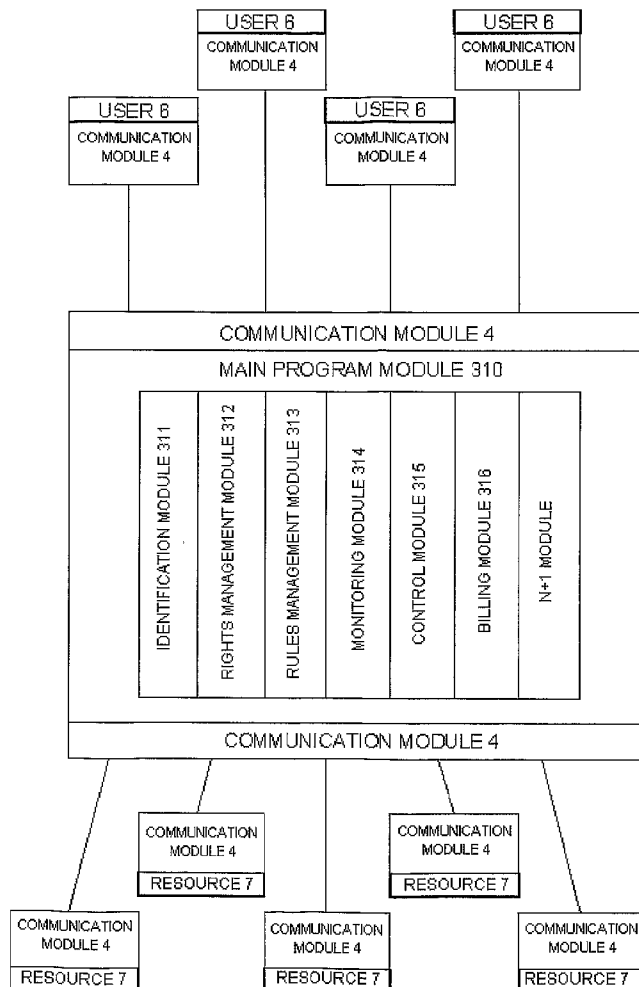 USER 6
COMMUNICATION
MODULE 4
USER 6
COMMUNICATION
MODULE 4
USER 6
COMMUNICATION
MODULE 4
USER 6
COMMUNICATION
MODULE 4
COMMUNICATION MODULE 4
MAIN PROGRAM MODULE 310
IDENTIFICATION MODULE 311
RIGHTS MANAGEMENT MODULE 312
RULES MANAGEMENT MODULE 313
MONITORING MODULE 314
CONTROL MODULE 315
BILLING MODULE 316
N+1 MODULE
COMMUNICATION MODULE 4
COMMUNICATION
MODULE 4
RESOURCE 7
COMMUNICATION
MODULE 4
RESOURCE 7
COMMUNICATION
MODULE 4
RESOURCE 7
COMMUNICATION
MODULE 4
RESOURCE 7
COMMUNICATION
MODULE 4
RESOURCE 7